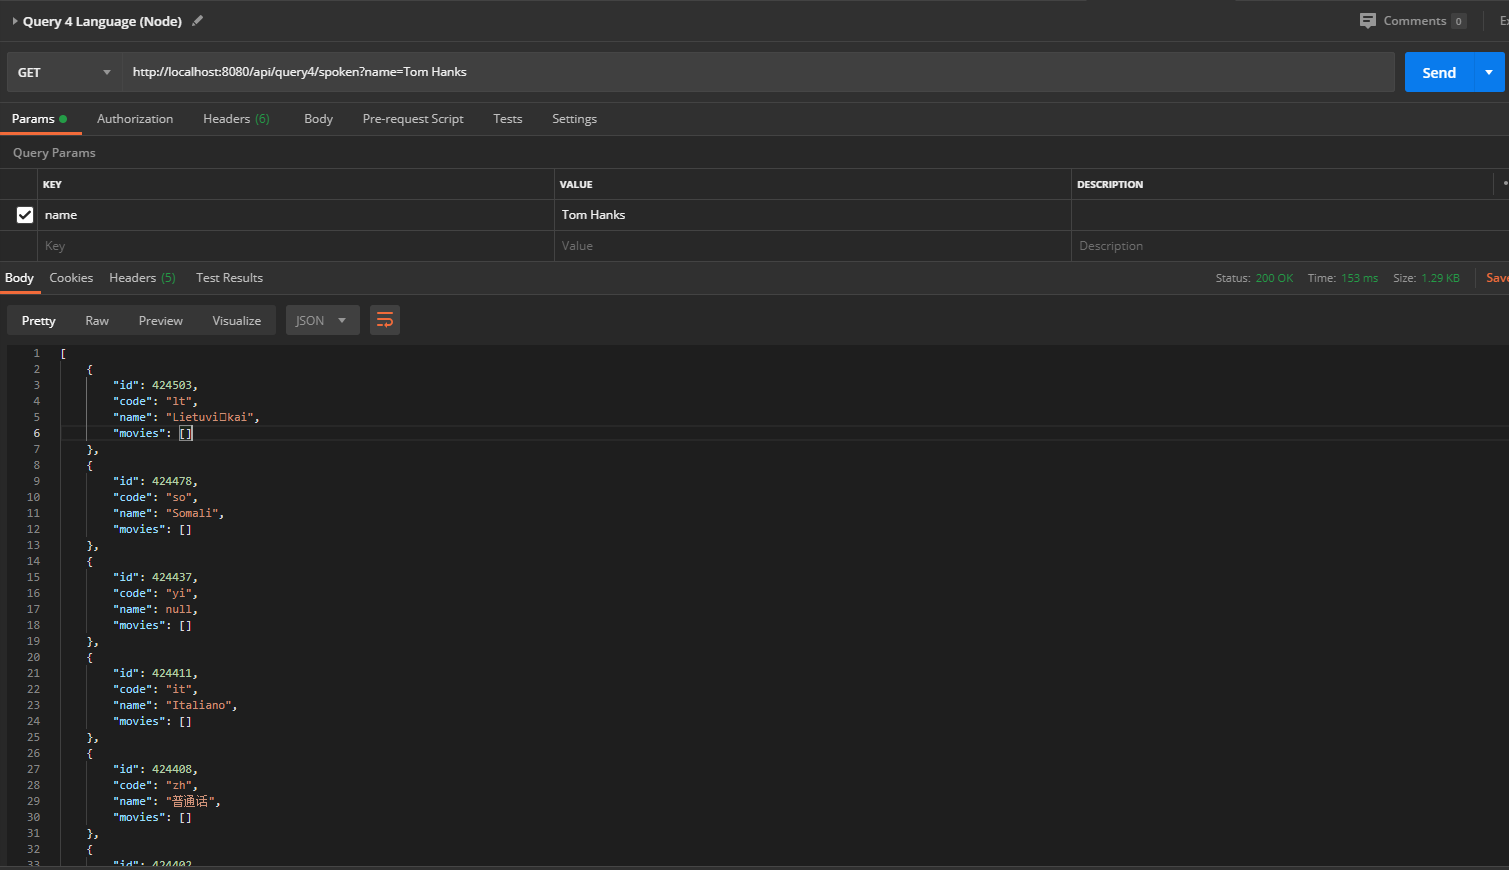 Query 4 Language (Node)
Comments 0
GET
http://localhost:8080/api/query4/spoken?name=Tom Hanks
Send
Params Authorization Headers (6) Body Pre-request Script Tests Settings
Query Params
KEY VALUE DESCRIPTION
name Tom Hanks
Key Value Description
Body Cookies Headers (5) Test Results Status: 200 OK Time: 153 ms Size: 1.29 KB Save
Pretty Raw Preview Visualize JSON
1 [
2 {
3 "id": 424503,
4 "code": "lt",
5 "name": "Lietuvi□kai",
6 "movies": []
7 },
8 {
9 "id": 424478,
10 "code": "so",
11 "name": "Somali",
12 "movies": []
13 },
14 {
15 "id": 424437,
16 "code": "yi",
17 "name": null,
18 "movies": []
19 },
20 {
21 "id": 424411,
22 "code": "it",
23 "name": "Italiano",
24 "movies": []
25 },
26 {
27 "id": 424408,
28 "code": "zh",
29 "name": "普通话",
30 "movies": []
31 },
32 {
33 "id": 424402